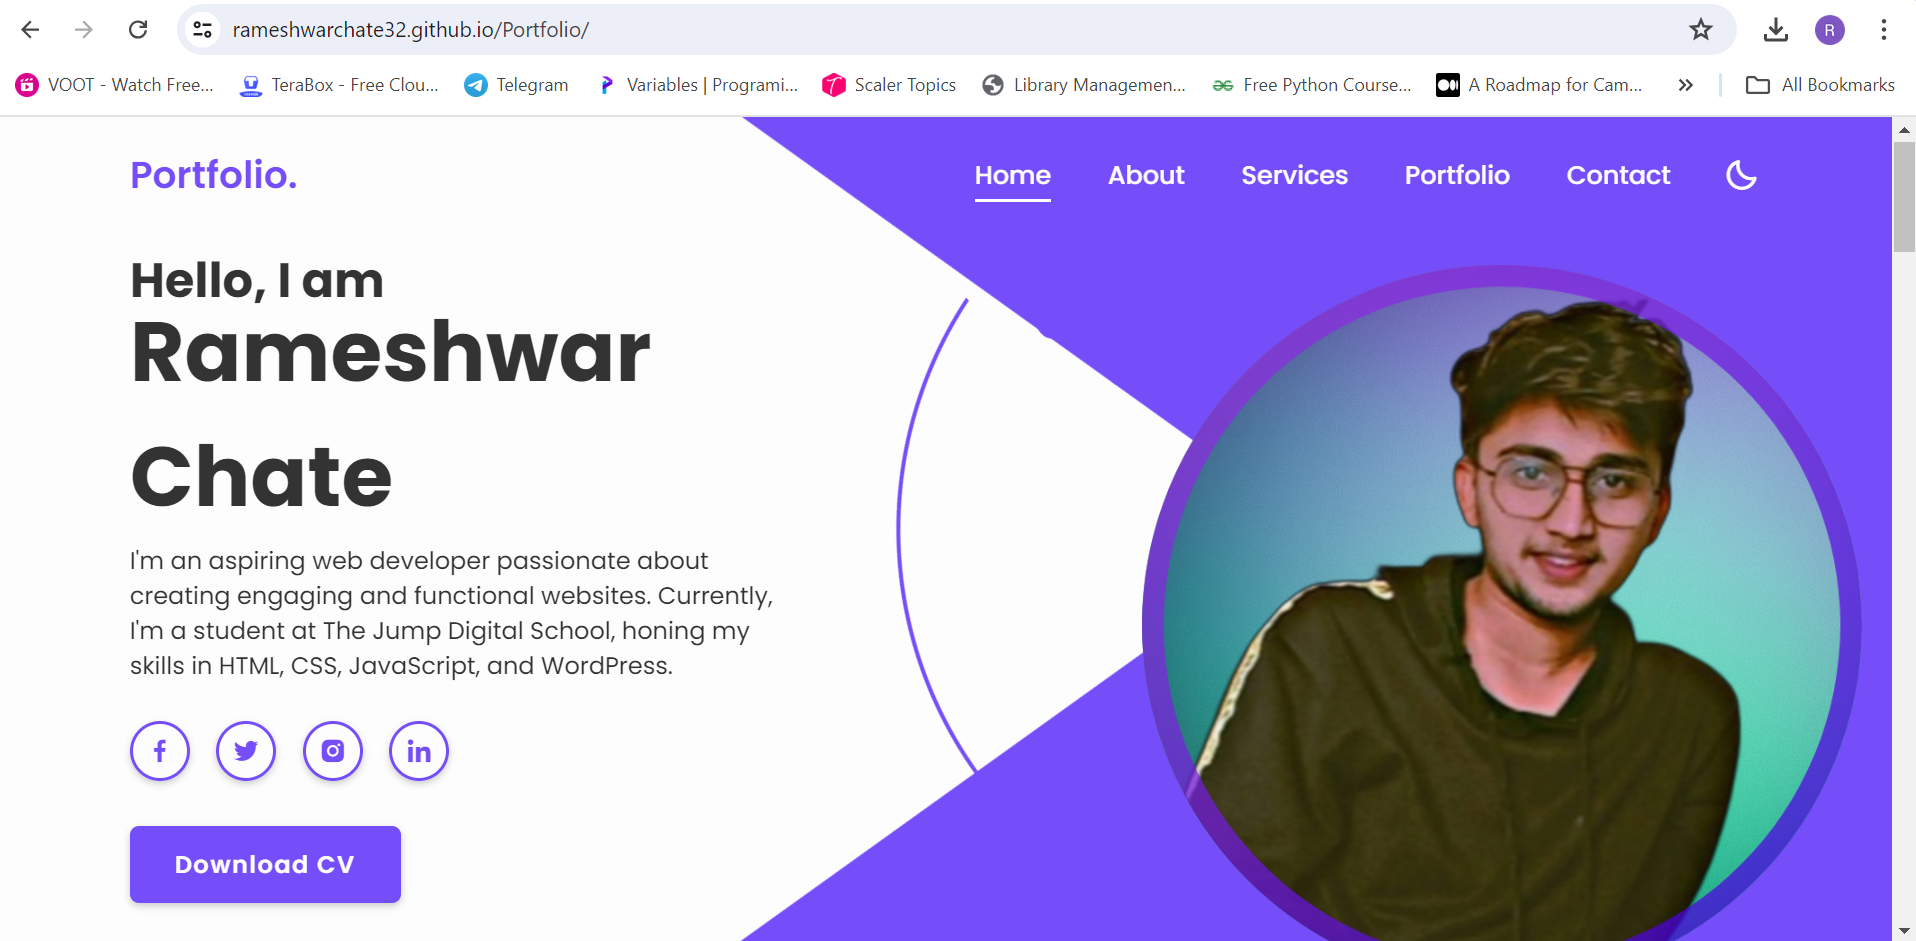 rameshwarchate32.github.io/Portfolio/
R
VOOT - Watch Free...
TeraBox - Free Clou...
Telegram
Variables | Programi...
Scaler Topics
Library Managemen...
Free Python Course...
A Roadmap for Cam...
All Bookmarks
Portfolio.
Home
About
Services
Portfolio
Contact
Hello, I am
Rameshwar
Chate
I'm an aspiring web developer passionate about
creating engaging and functional websites. Currently,
I'm a student at The Jump Digital School, honing my
skills in HTML, CSS, JavaScript, and WordPress.
Download CV